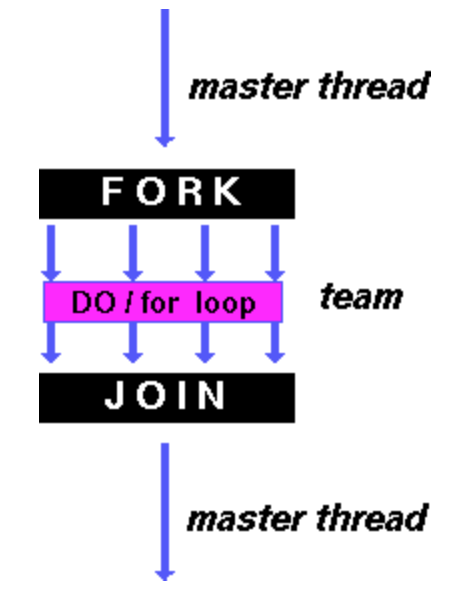 master thread
FORK
DO / for loop
team
JOIN
master thread